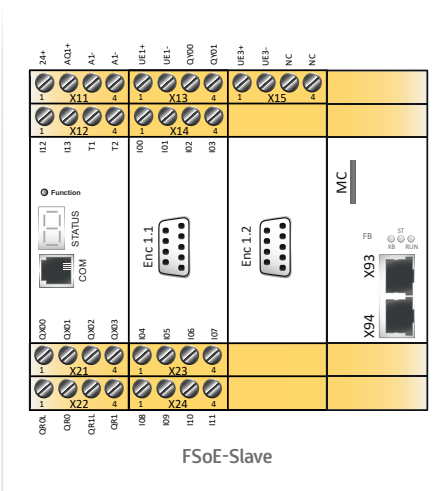 24+ AQ1+ A1- A1- UE1+ UE1- QY00 QY01 UE3+ UE3- NC NC
1 X11 4 1 X13 4 1 X15 4
1 X12 4 1 X14 4
I12 I13 T1 T2 I00 I01 I02 I03
MC
Function
STATUS
Enc 1.1
Enc 1.2
FB ST
XB RUN
COM
X93
X94
QX00 QX01 QX02 QX03 I04 I05 I06 I07
1 X21 4 1 X23 4
1 X22 4 1 X24 4
QR0L QR0 QR1L QR1 I08 I09 I10 I11
FSoE-Slave